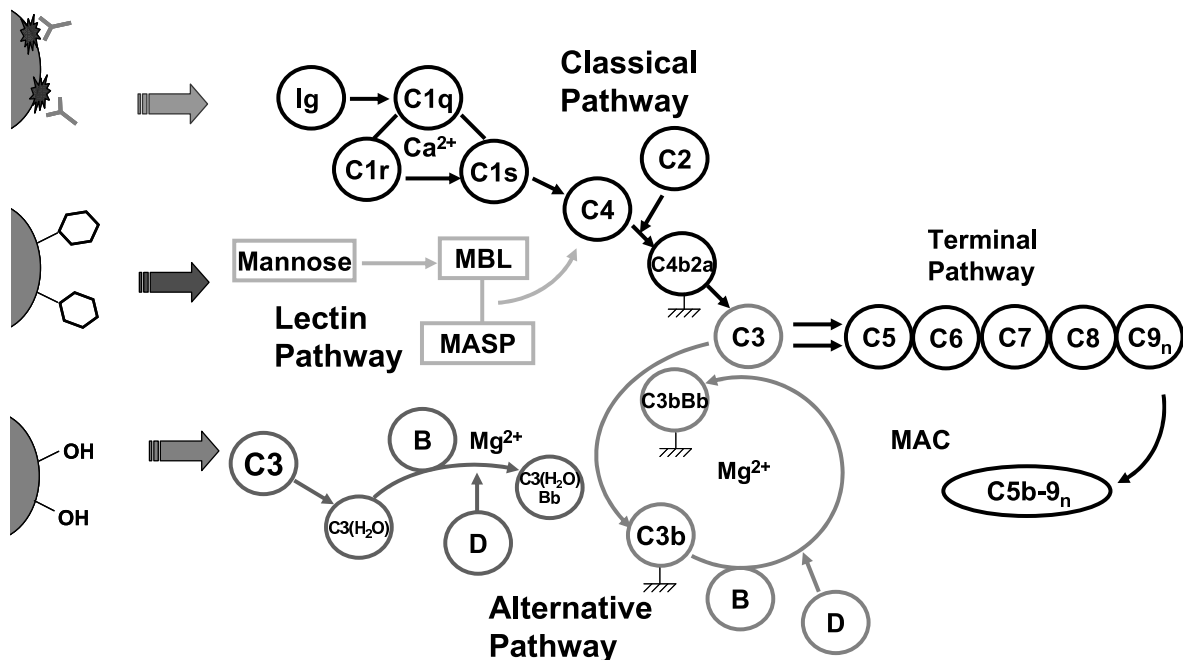 Classical
Pathway
Ig
C1q
Ca²⁺
C1r
C1s
C2
C4
C4b2a
Mannose
MBL
MASP
Lectin
Pathway
Terminal
Pathway
C3
C5
C6
C7
C8
C9ₙ
C3bBb
Mg²⁺
MAC
C5b-9ₙ
OH
OH
C3
B
Mg²⁺
C3(H₂O)
C3(H₂O)
Bb
D
C3b
B
D
Alternative
Pathway